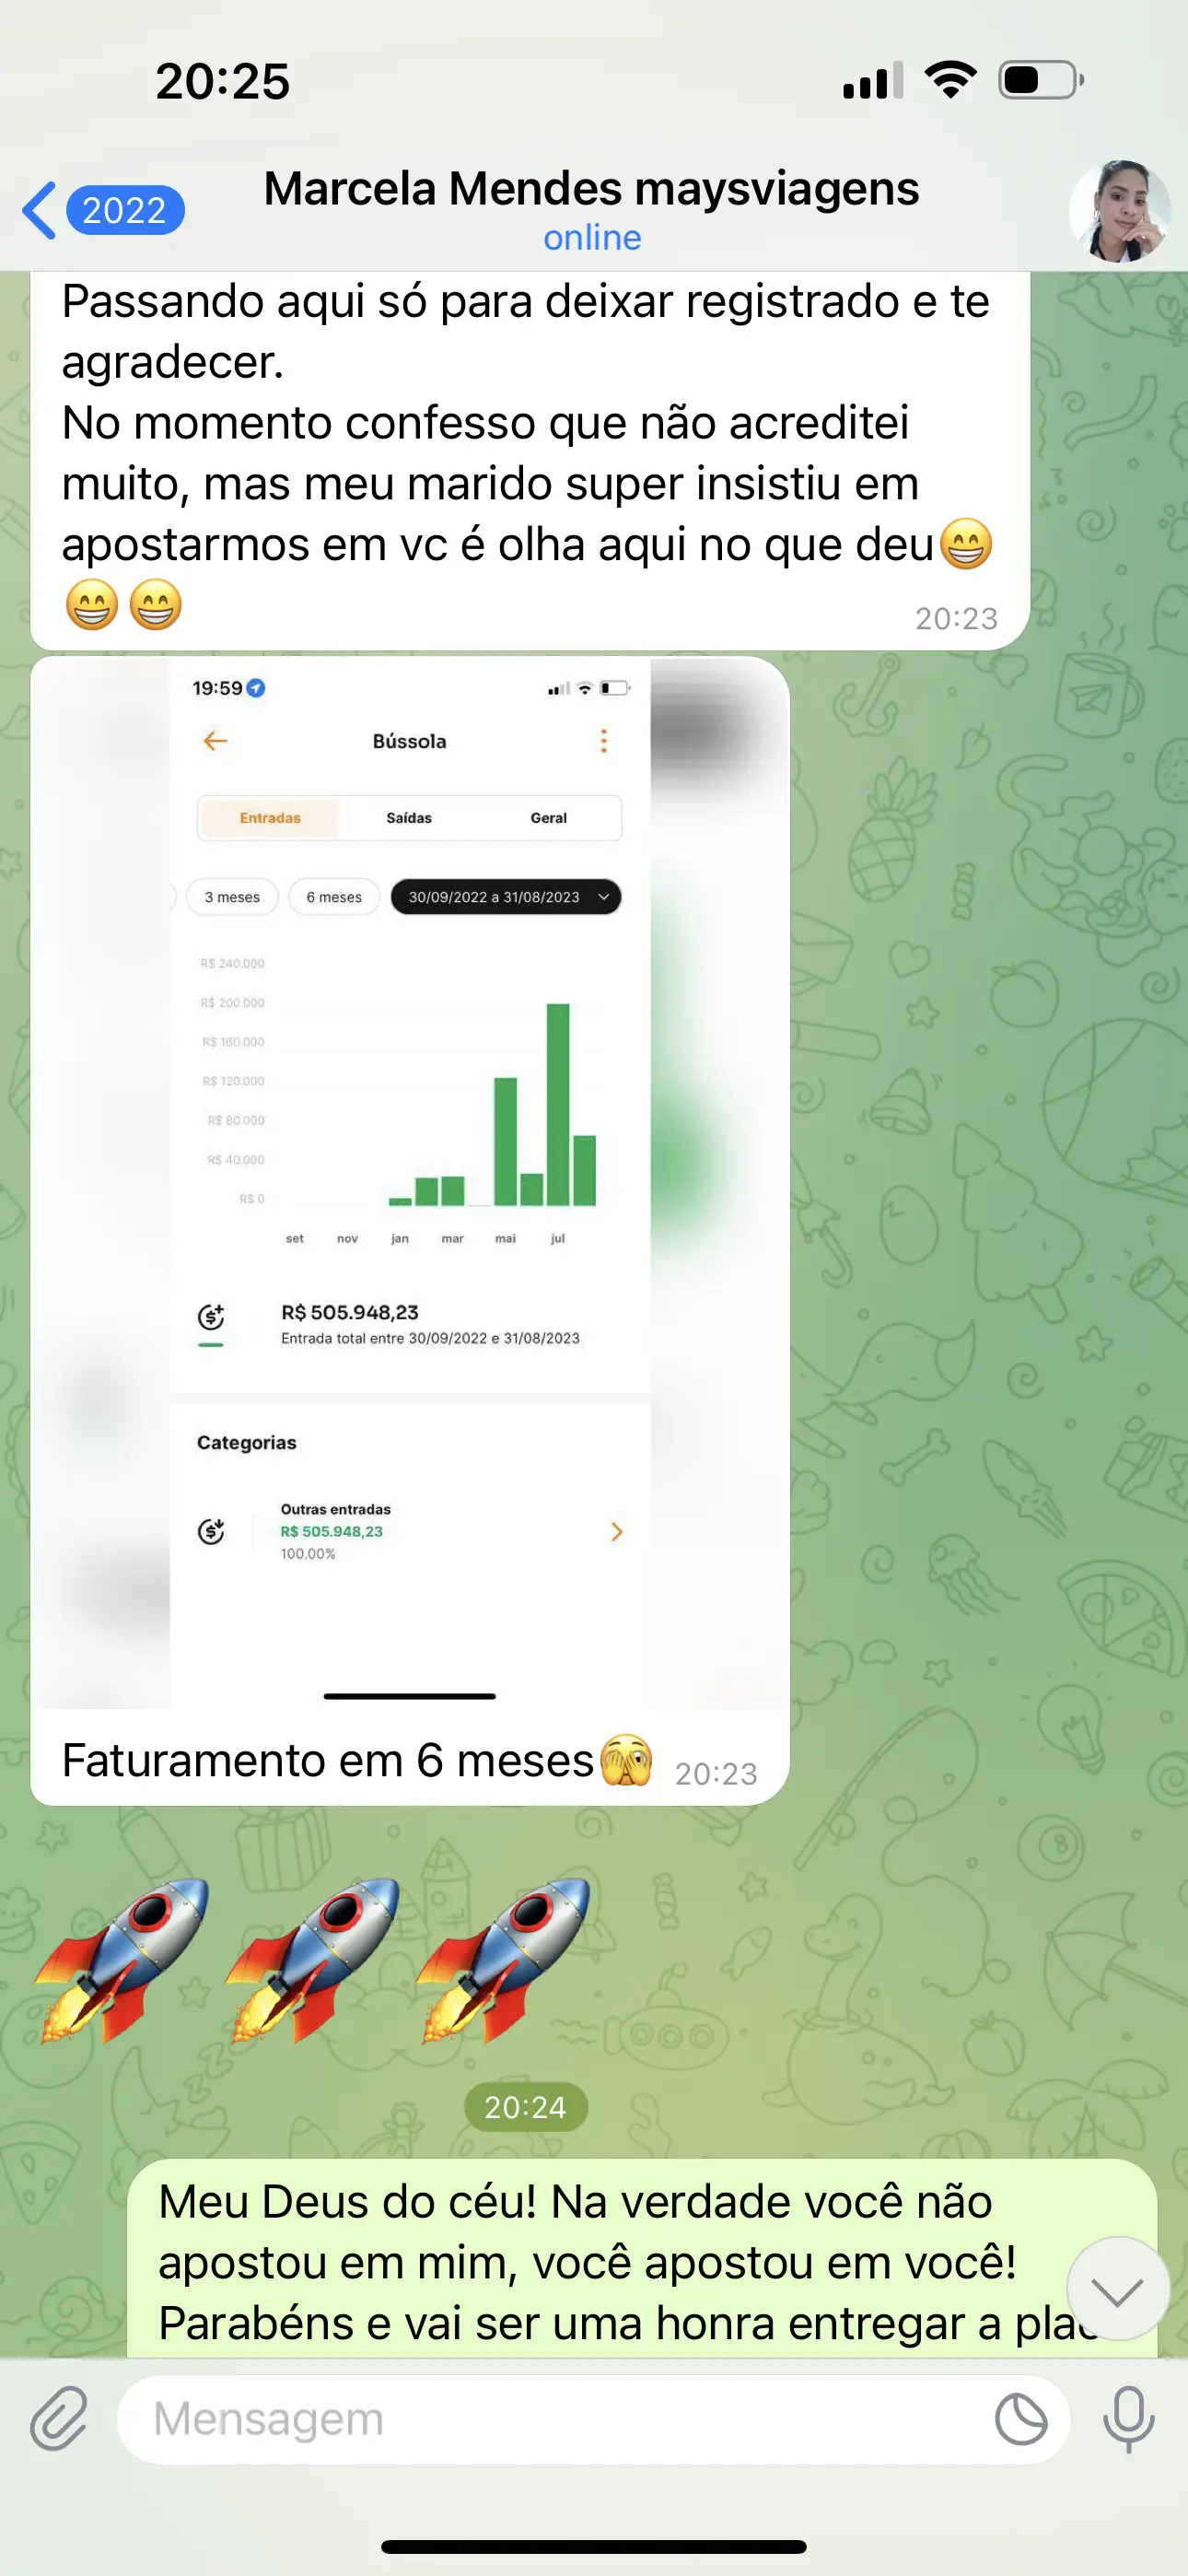 20:25
2022
Marcela Mendes maysviagens
online
Passando aqui só para deixar registrado e te
agradecer.
No momento confesso que não acreditei
muito, mas meu marido super insistiu em
apostarmos em vc é olha aqui no que deu😁
😁😁
20:23
19:59
Bússola
Entradas Saídas Geral
3 meses 6 meses 30/09/2022 a 31/08/2023
R$ 240.000
R$ 200.000
R$ 160.000
R$ 120.000
R$ 80.000
R$ 40.000
R$ 0
set nov jan mar mai jul
R$ 505.948,23
Entrada total entre 30/09/2022 e 31/08/2023
Categorias
Outras entradas
R$ 505.948,23
100.00%
Faturamento em 6 meses🫣 20:23
🚀🚀🚀
20:24
Meu Deus do céu! Na verdade você não
apostou em mim, você apostou em você!
Parabéns e vai ser uma honra entregar a
Mensagem